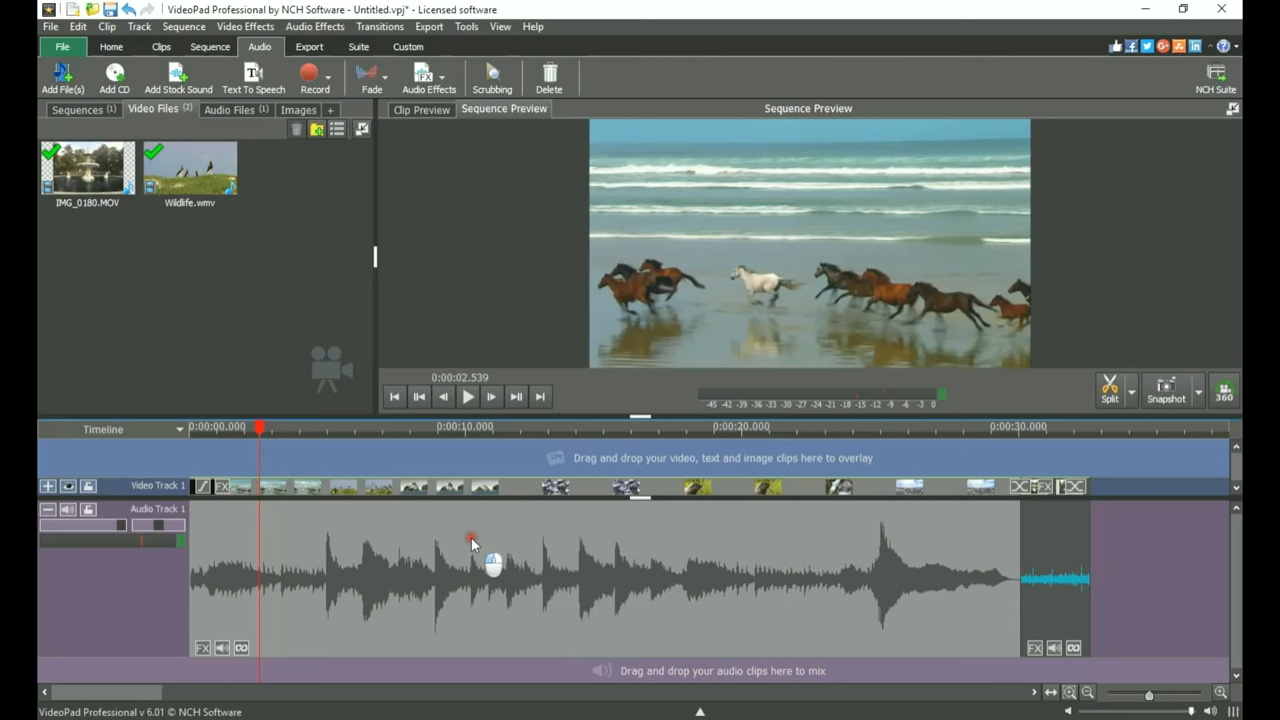 VideoPad Professional by NCH Software - Untitled.vpj* - Licensed software
File Edit Clip Track Sequence Video Effects Audio Effects Transitions Export Tools View Help
File Home Clips Sequence Audio Export Suite Custom
Add File(s) Add CD Add Stock Sound Text To Speech Record Fade Audio Effects Scrubbing Delete NCH Suite
Sequences (1) Video Files (2) Audio Files (1) Images + Clip Preview Sequence Preview Sequence Preview
IMG_0180.MOV Wildlife.wmv
0:00:02.539
-45 -42 -39 -36 -33 -30 -27 -24 -21 -18 -15 -12 -9 -6 -3 0
Split Snapshot 360
Timeline 0:00:00.000 0:00:10.000 0:00:20.000 0:00:30.000
Drag and drop your video, text and image clips here to overlay
Video Track 1 FX FX
Audio Track 1
FX FX
Drag and drop your audio clips here to mix
VideoPad Professional v 6.01 © NCH Software